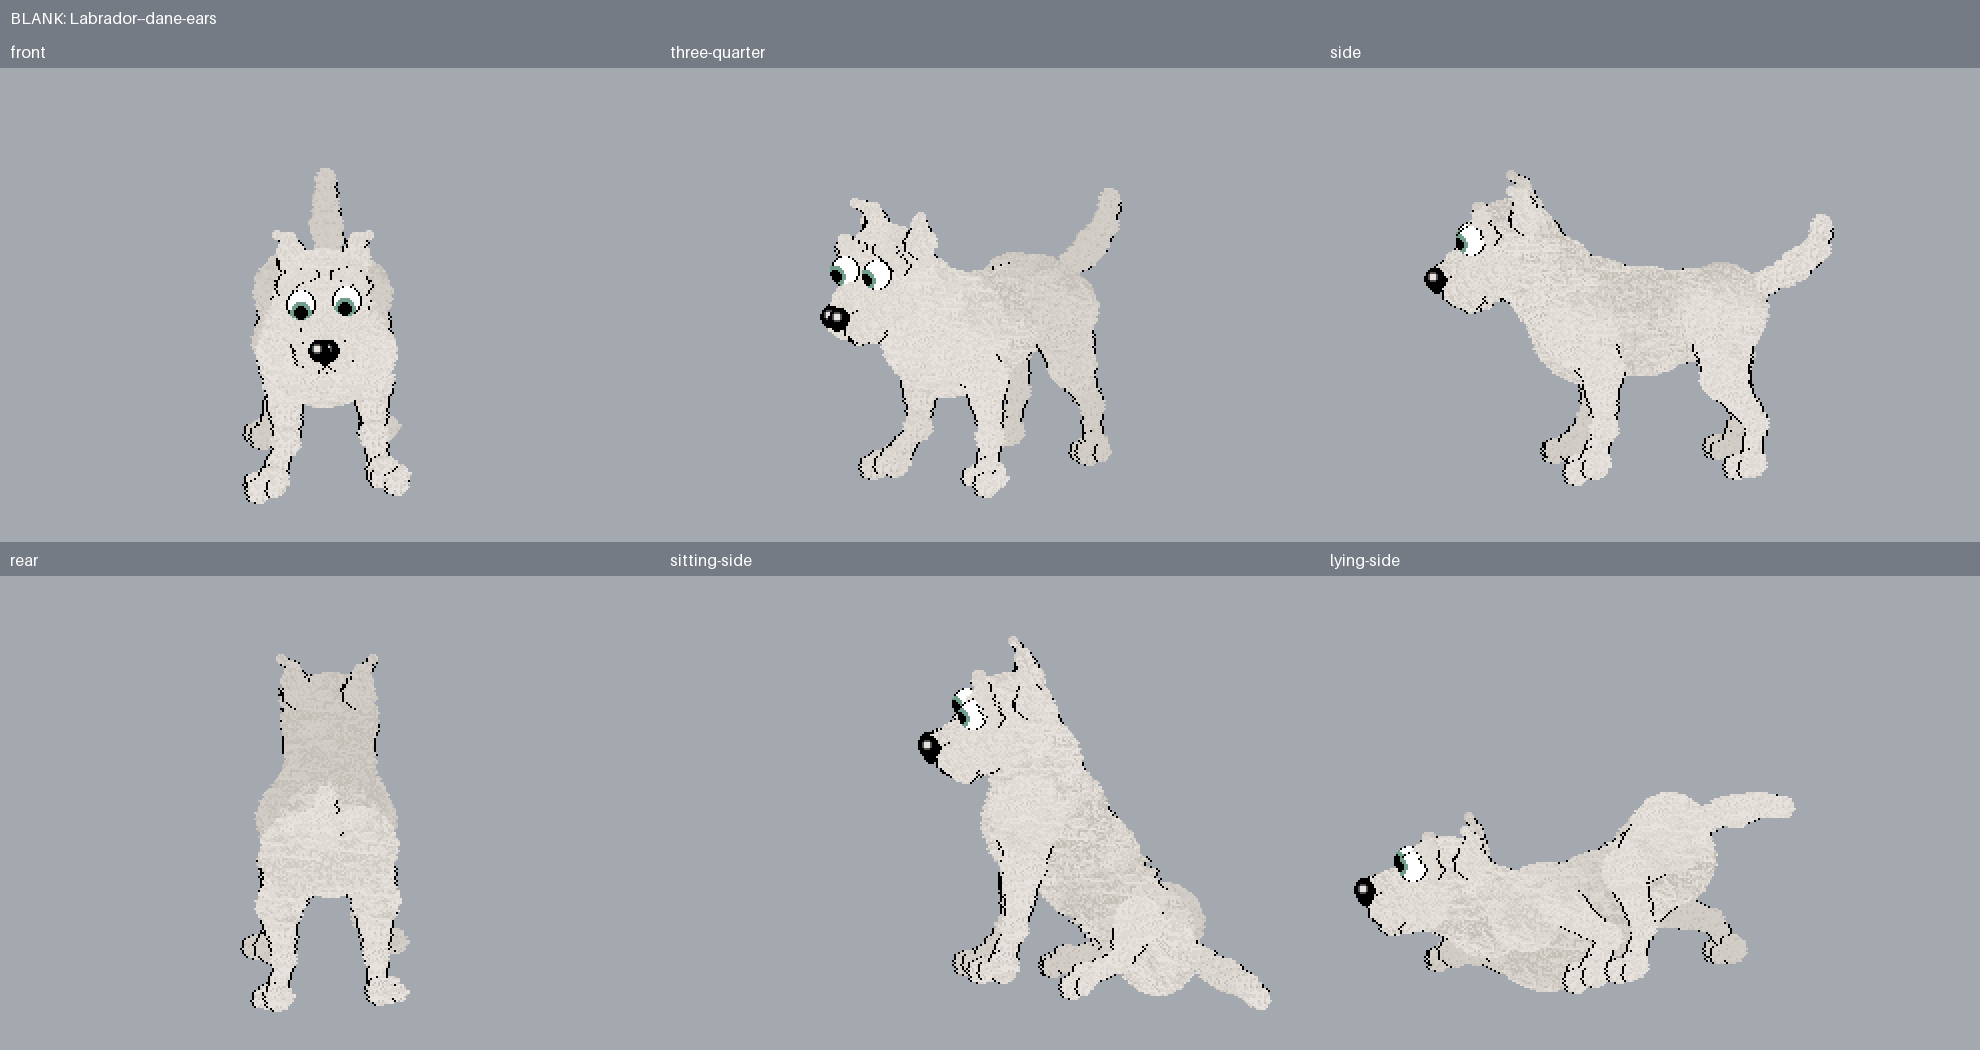 BLANK: Labrador--dane-ears
front
three-quarter
side
rear
sitting-side
lying-side